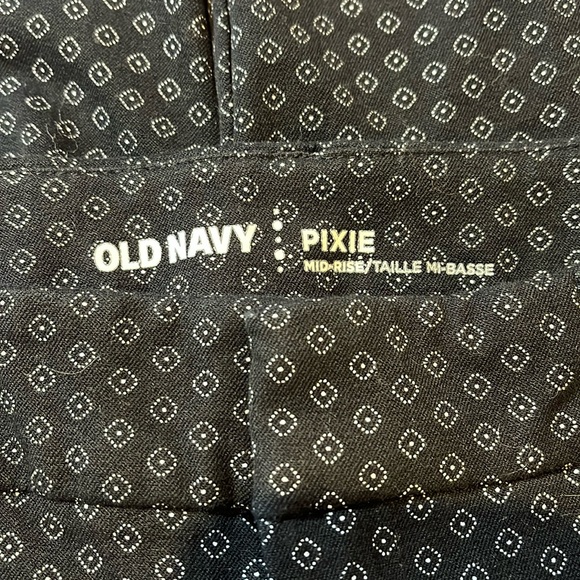 OLD NAVY
PIXIE
MID-RISE/TAILLE MI-BASSE